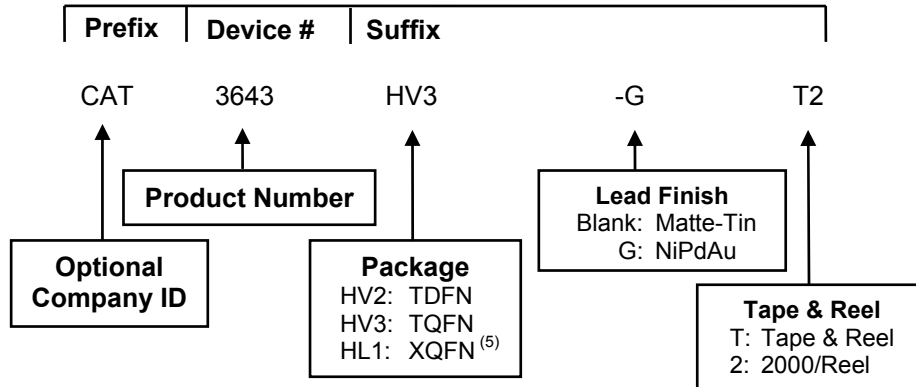 Prefix Device # Suffix
CAT 3643 HV3 -G T2
Product Number
Optional
Company ID
Package
HV2: TDFN
HV3: TQFN
HL1: XQFN (5)
Lead Finish
Blank: Matte-Tin
G: NiPdAu
Tape & Reel
T: Tape & Reel
2: 2000/Reel